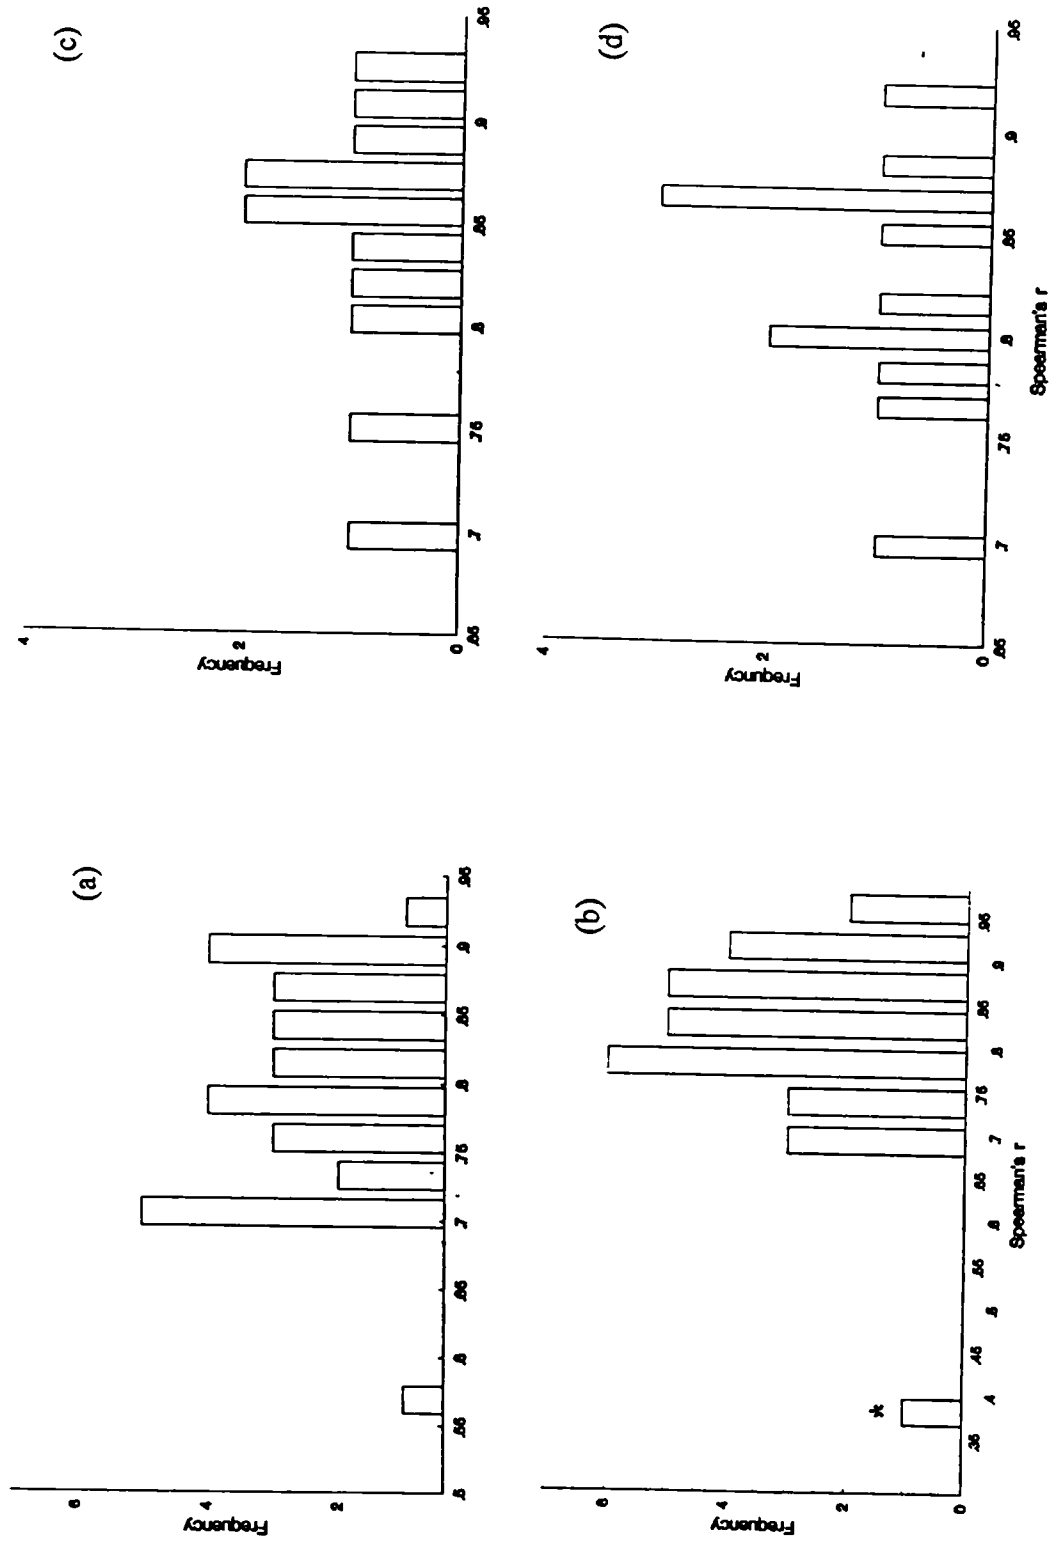 (a)
Frequency
6
4
2
.5 .55 .6 .65 .7 .75 .8 .85 .9 .95
(b)
Frequency
6
4
2
0
*
.35 .4 .45 .5 .55 .6 .65 .7 .75 .8 .85 .9 .95
Spearman's r
(c)
Frequency
4
2
0
.65 .7 .75 .8 .85 .9 .95
(d)
Frequncy
4
2
0
.65 .7 .75 .8 .85 .9 .95
Spearman's r